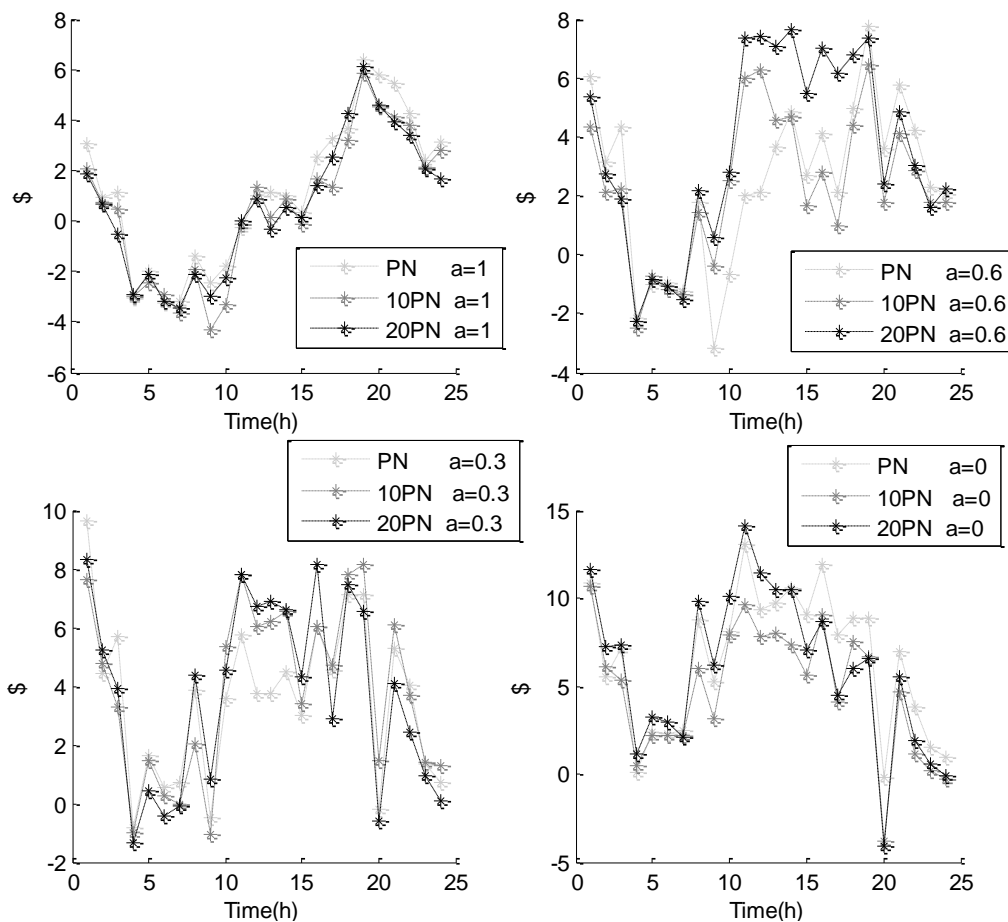 8
6
4
2
0
-2
-4
-6
$
0 5 10 15 20 25
Time(h)
PN a=1
10PN a=1
20PN a=1
8
6
4
2
0
-2
-4
$
0 5 10 15 20 25
Time(h)
PN a=0.6
10PN a=0.6
20PN a=0.6
10
8
6
4
2
0
-2
$
0 5 10 15 20 25
Time(h)
PN a=0.3
10PN a=0.3
20PN a=0.3
15
10
5
0
-5
$
0 5 10 15 20 25
Time(h)
PN a=0
10PN a=0
20PN a=0